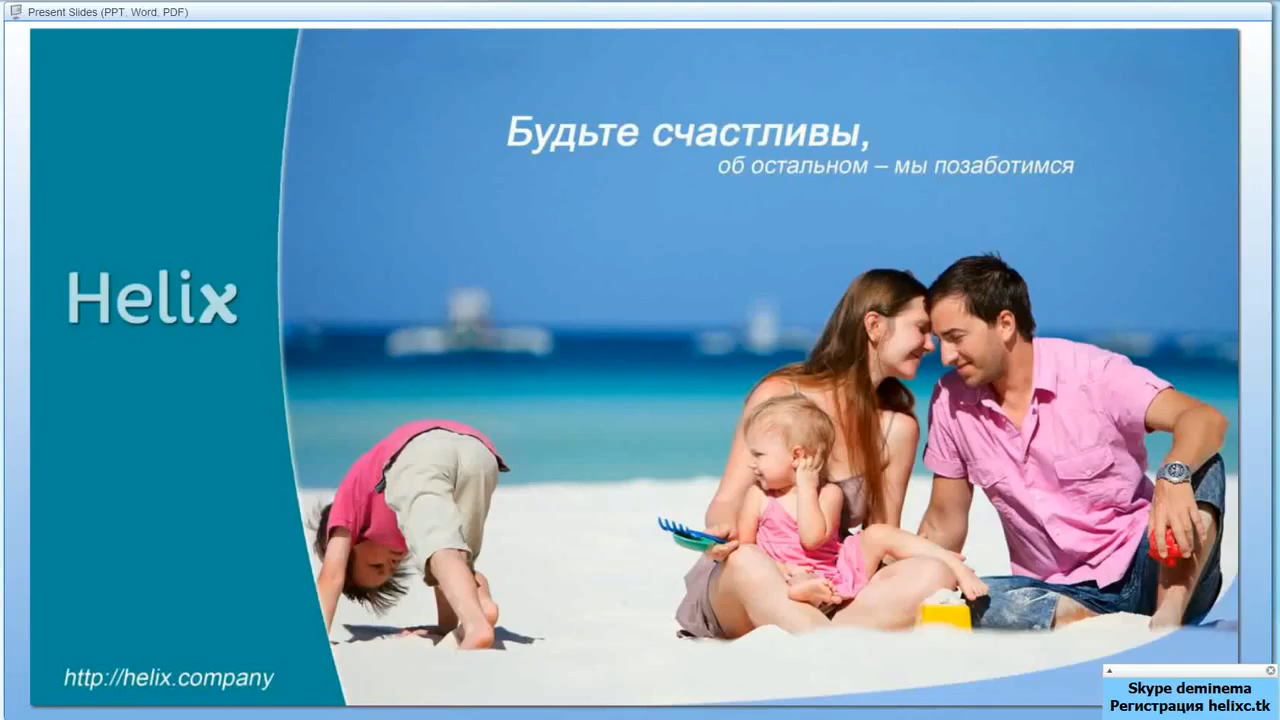 Present Slides (PPT, Word, PDF)
Будьте счастливы,
об остальном – мы позаботимся
Helix
http://helix.company
Skype deminema
Регистрация helixc.tk